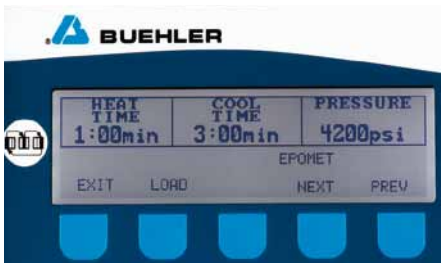 BUEHLER
HEAT TIME COOL TIME PRESSURE
1:00min 3:00min 4200psi
EPOMET
EXIT LOAD NEXT PREV